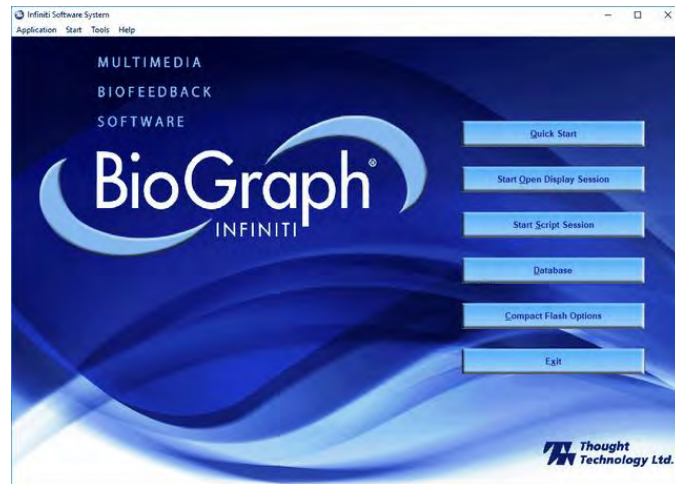 Infiniti Software System
Application Start Tools Help
MULTIMEDIA
BIOFEEDBACK
SOFTWARE
BioGraph®
INFINITI
Quick Start
Start Open Display Session
Start Script Session
Database
Compact Flash Options
Exit
Thought
Technology Ltd.